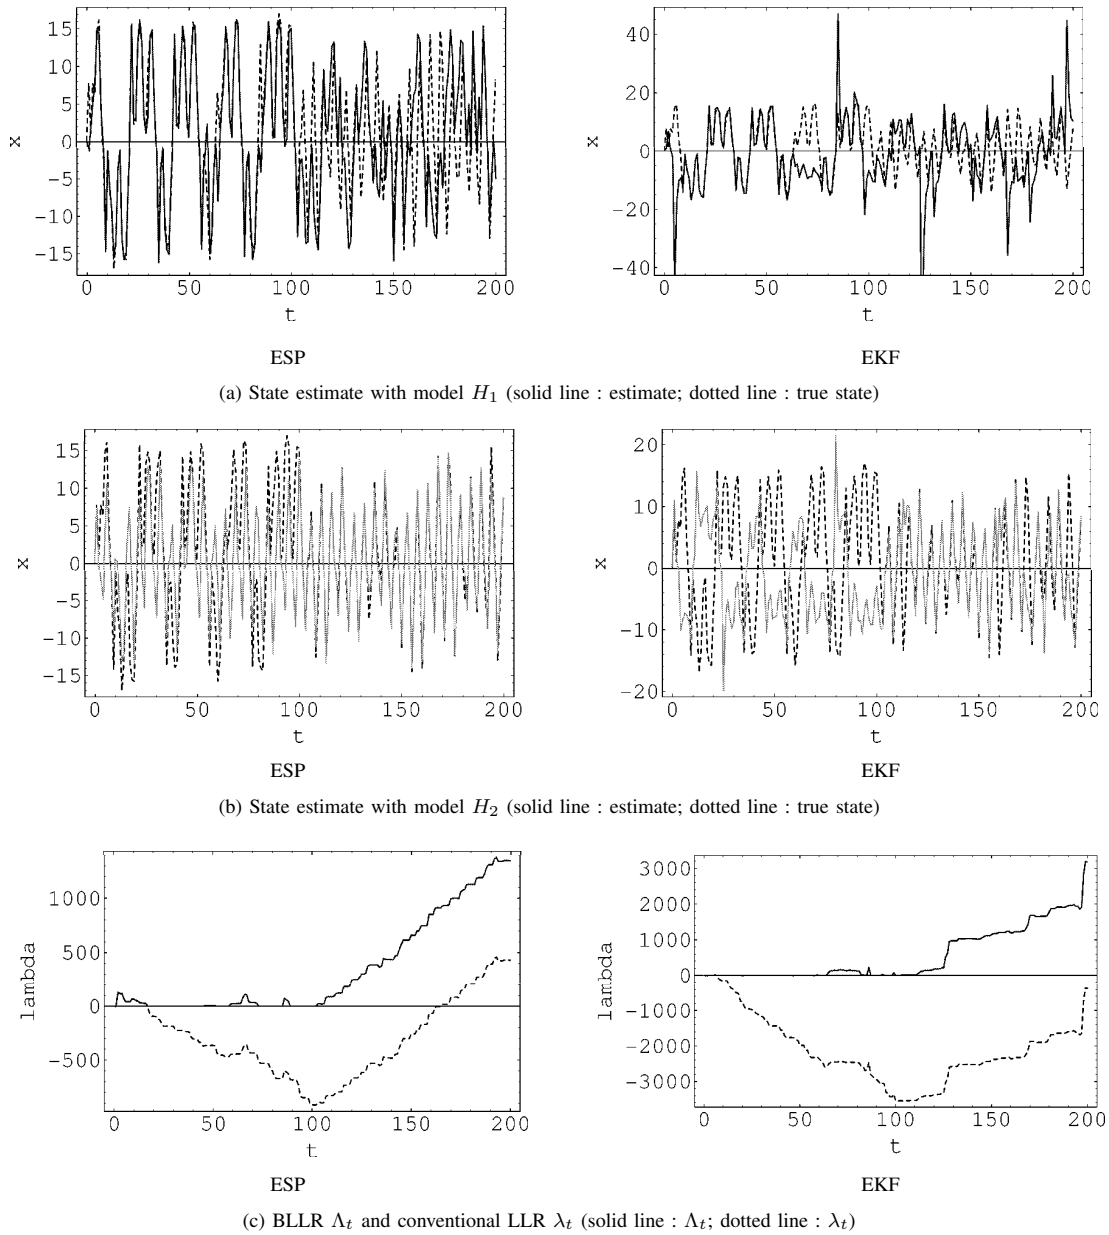 15
10
5
0
−5
−10
−15
x
0 50 100 150 200
t
ESP
40
20
0
−20
−40
x
0 50 100 150 200
t
EKF
(a) State estimate with model H₁ (solid line : estimate; dotted line : true state)
15
10
5
0
−5
−10
−15
x
0 50 100 150 200
t
ESP
20
10
0
−10
−20
x
0 50 100 150 200
t
EKF
(b) State estimate with model H₂ (solid line : estimate; dotted line : true state)
1000
500
0
−500
lambda
0 50 100 150 200
t
ESP
3000
2000
1000
0
−1000
−2000
−3000
lambda
0 50 100 150 200
t
EKF
(c) BLLR Λₜ and conventional LLR λₜ (solid line : Λₜ; dotted line : λₜ)